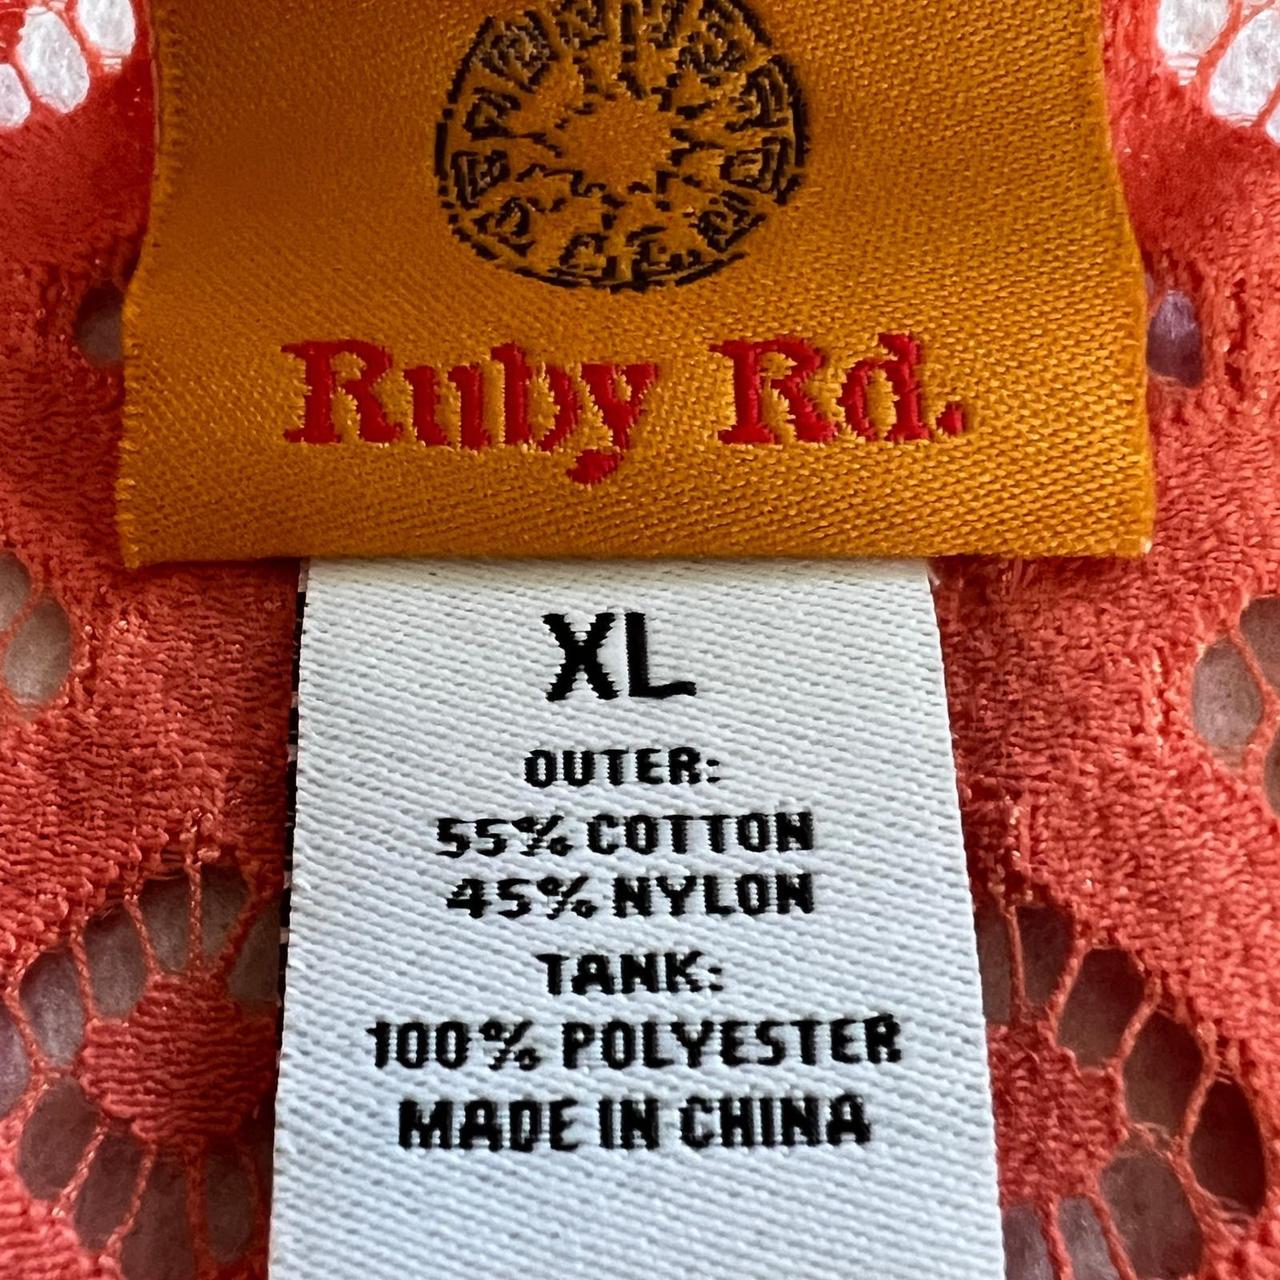 Ruby Rd.
XL
OUTER:
55% COTTON
45% NYLON
TANK:
100% POLYESTER
MADE IN CHINA